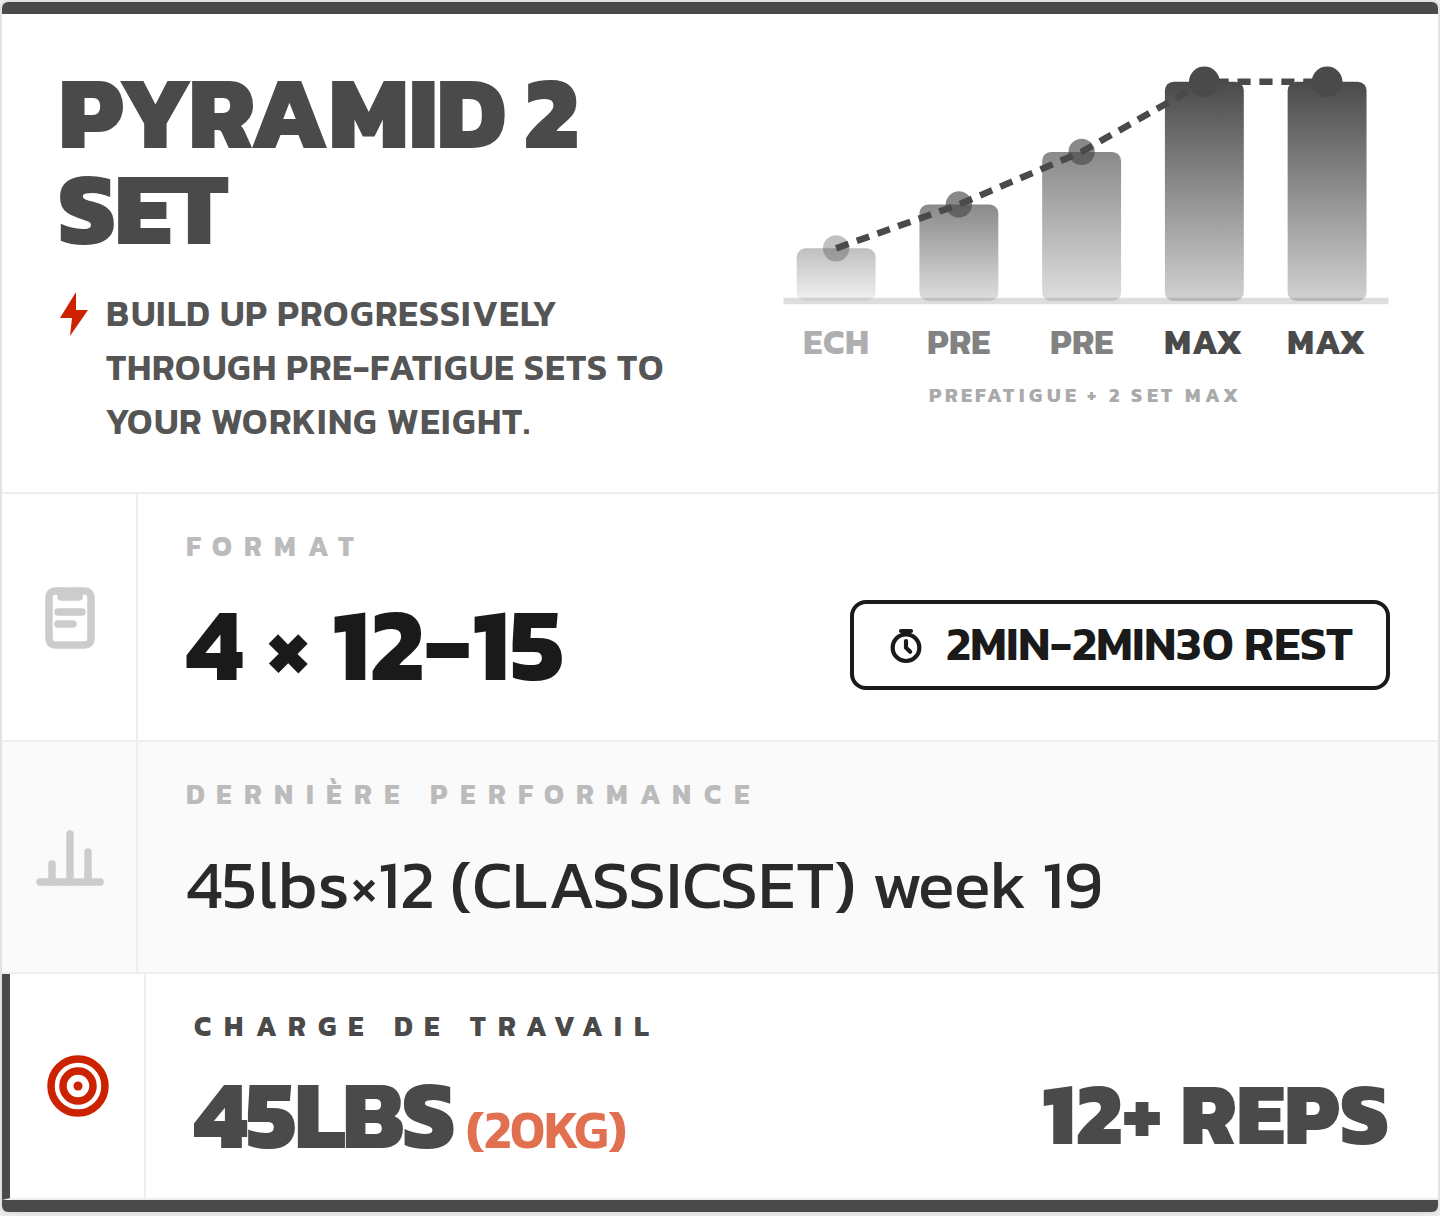 PYRAMID 2
SET
BUILD UP PROGRESSIVELY
THROUGH PRE-FATIGUE SETS TO
YOUR WORKING WEIGHT.
ECH PRE PRE MAX MAX
PREFATIGUE + 2 SET MAX
FORMAT
4 × 12–15
2MIN–2MIN30 REST
DERNIÈRE PERFORMANCE
45lbs×12 (CLASSICSET) week 19
CHARGE DE TRAVAIL
45LBS (20KG)
12+ REPS